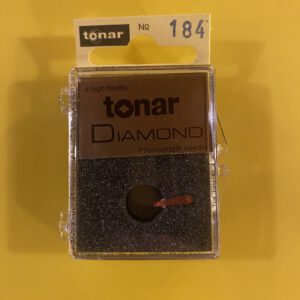 tonar No 184
a high fidelity
tonar
DIAMOND
Phonograph needle